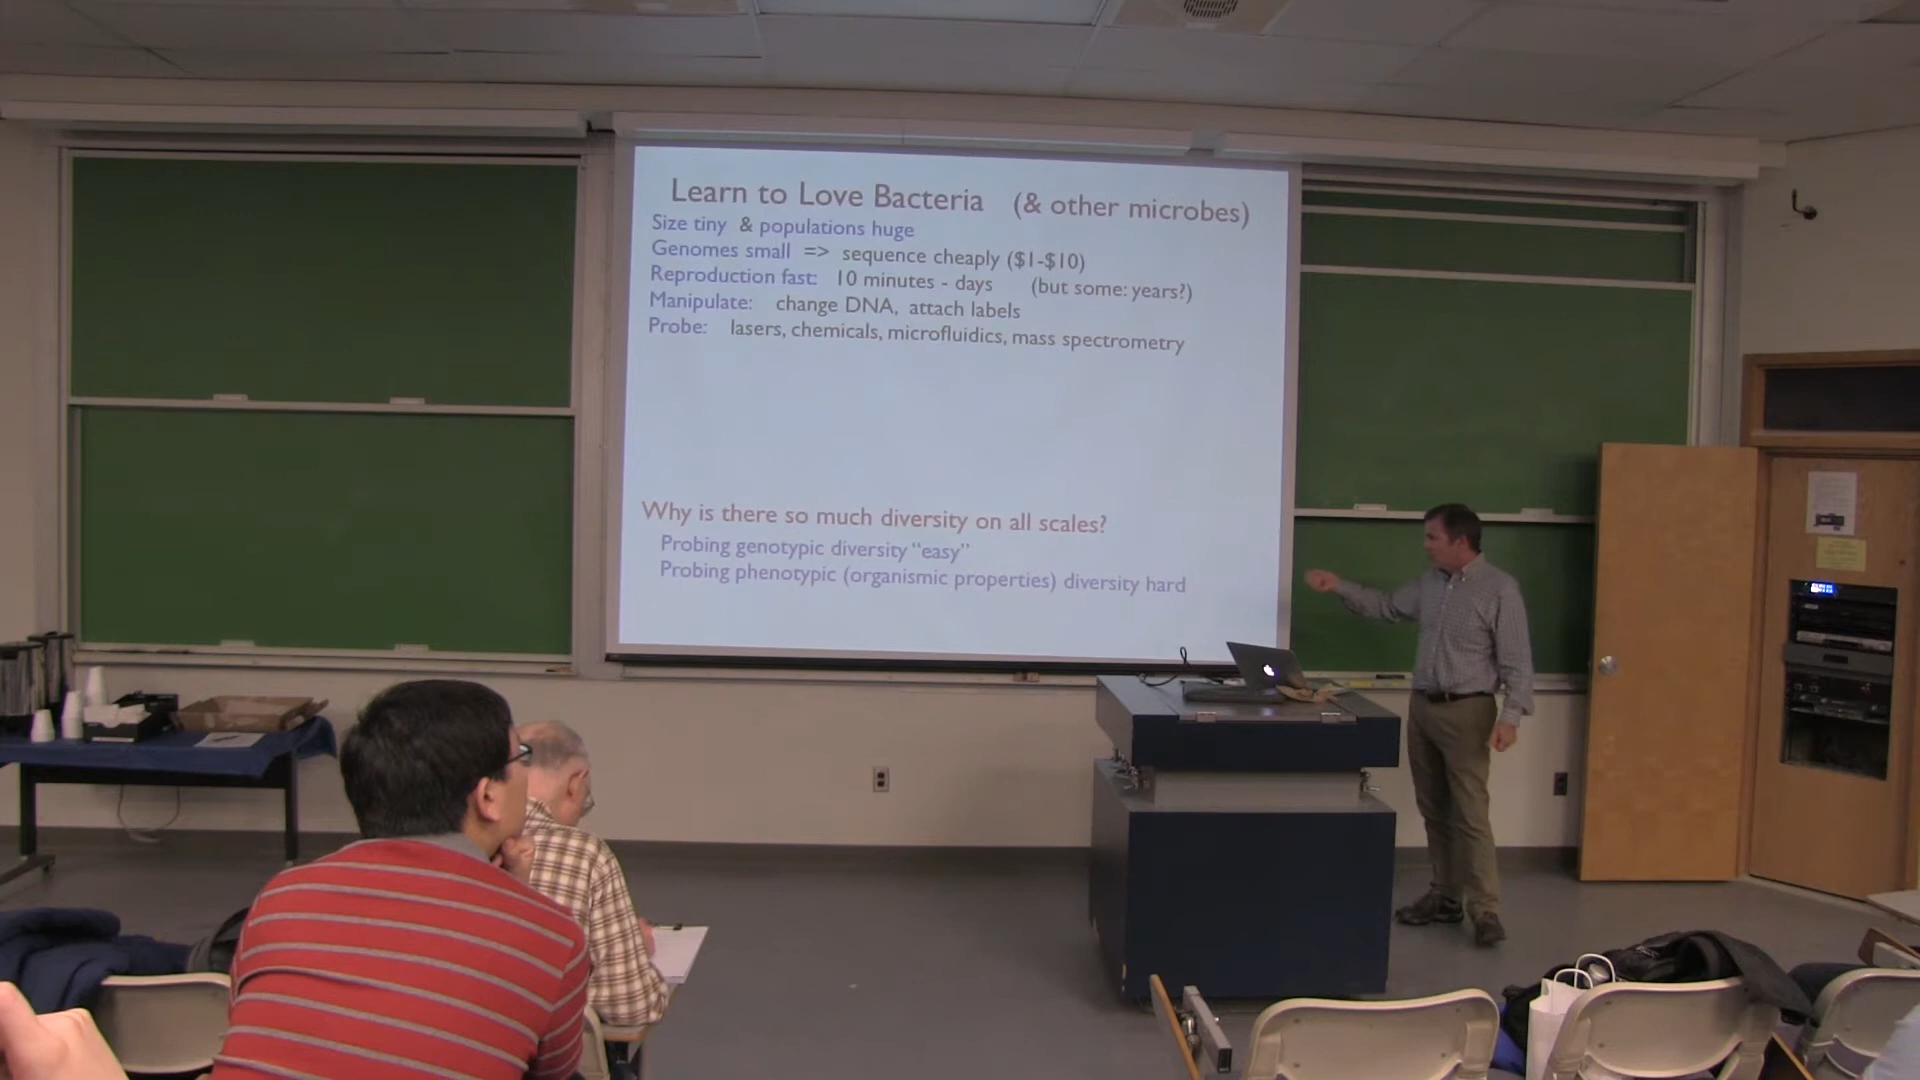 Learn to Love Bacteria (& other microbes)
Size tiny & populations huge
Genomes small => sequence cheaply ($1-$10)
Reproduction fast: 10 minutes - days (but some: years?)
Manipulate: change DNA, attach labels
Probe: lasers, chemicals, microfluidics, mass spectrometry
Why is there so much diversity on all scales?
Probing genotypic diversity "easy"
Probing phenotypic (organismic properties) diversity hard